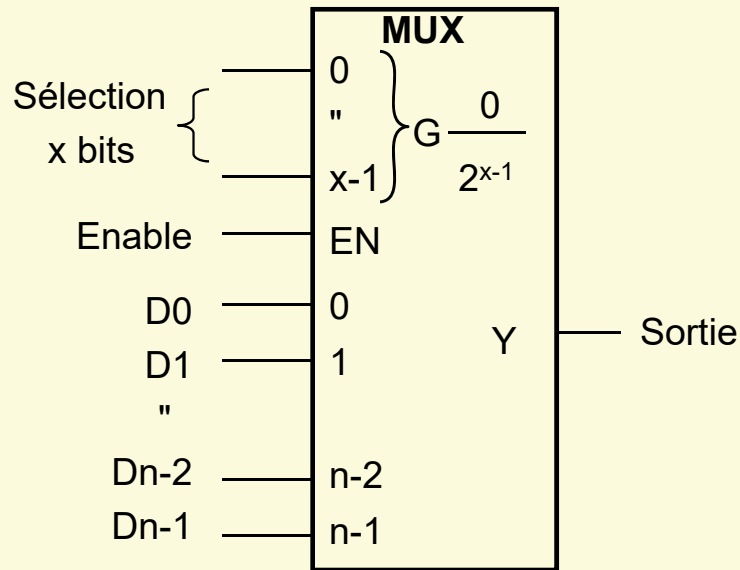 MUX
Sélection
x bits
0
"
x-1
G 0
2^{x-1}
Enable
EN
D0
0
D1
1
"
Y
Sortie
Dn-2
n-2
Dn-1
n-1